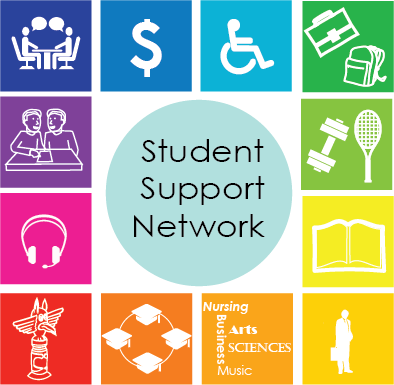 $
Student
Support
Network
Nursing
Business
Arts
SCIENCES
Music